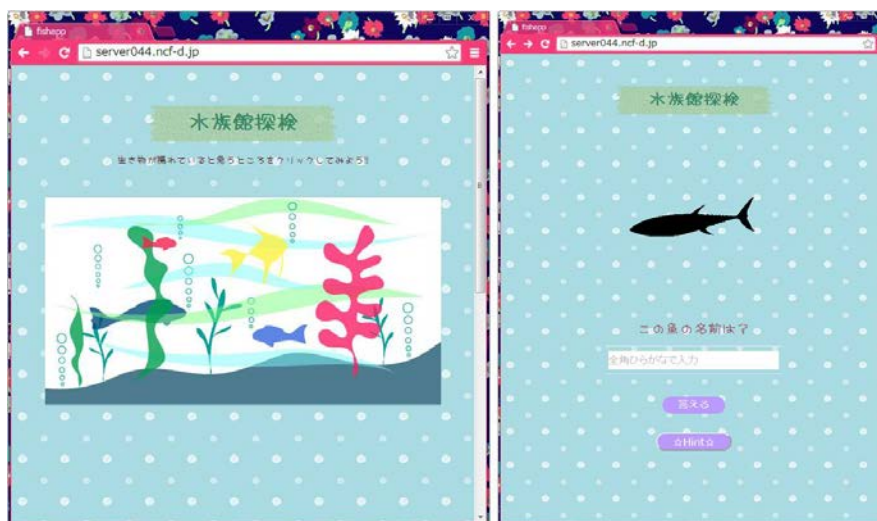 fishapp
server044.ncf-d.jp
水族館探検
生き物が隠れていると思うところをクリックしてみよう!!
fishapp
server044.ncf-d.jp
水族館探検
この魚の名前は？
全角ひらがなで入力
答える
☆Hint☆